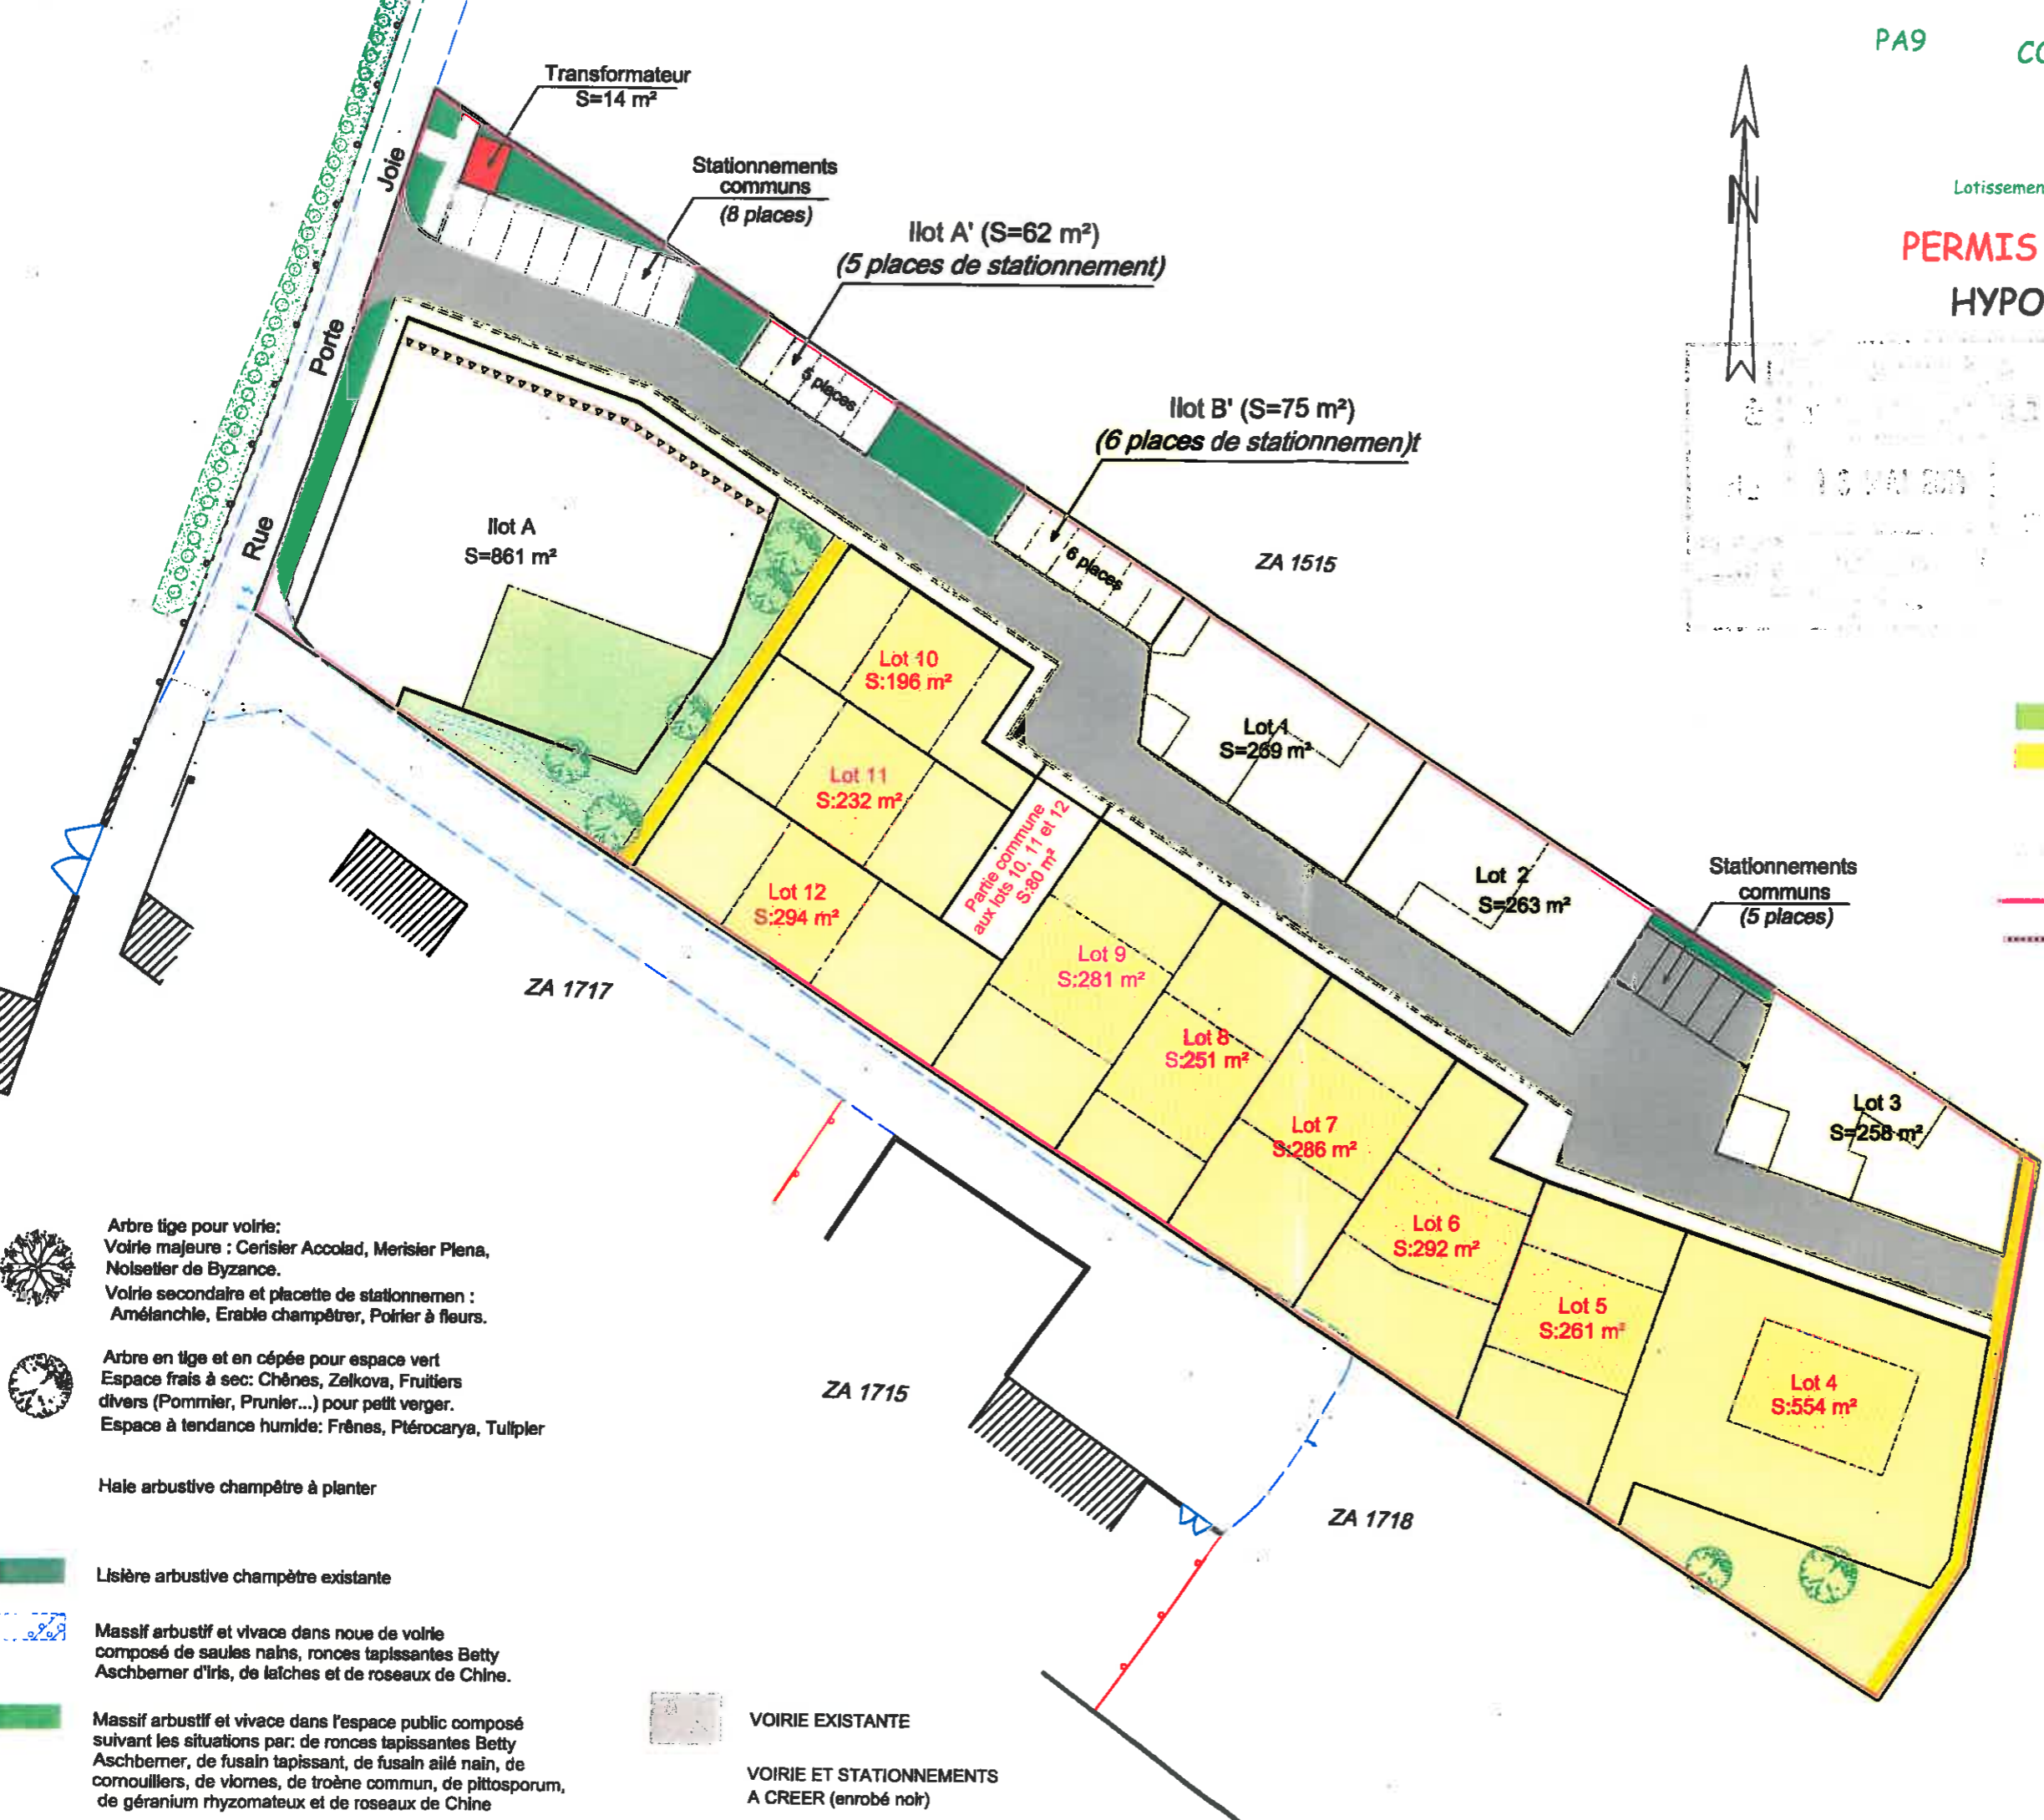 PA9
Lotissemen
PERMIS
HYPO
N
Transformateur
S=14 m²
Stationnements
communs
(8 places)
Ilot A' (S=62 m²)
(5 places de stationnement)
5 places
Ilot B' (S=75 m²)
(6 places de stationnemen)t
6 places
Rue Porte Joie
Ilot A
S=861 m²
ZA 1515
Lot 10
S:196 m²
Lot 11
S:232 m²
Lot 12
S:294 m²
Partie commune
aux lots 10, 11 et 12
S:80 m²
Lot 1
S=269 m²
Lot 2
S=263 m²
Stationnements
communs
(5 places)
Lot 3
S=258 m²
Lot 9
S:281 m²
Lot 8
S:251 m²
Lot 7
S:286 m²
Lot 6
S:292 m²
Lot 5
S:261 m²
Lot 4
S:554 m²
ZA 1717
ZA 1715
ZA 1718
Arbre tige pour voirie:
Voirie majeure : Cerisier Accolad, Merisier Plena,
Noisetier de Byzance.
Voirie secondaire et placette de stationnemen :
Amélanchie, Erable champêtrer, Poirier à fleurs.
Arbre en tige et en cépée pour espace vert
Espace frais à sec: Chênes, Zelkova, Fruitiers
divers (Pommier, Prunier...) pour petit verger.
Espace à tendance humide: Frênes, Ptérocarya, Tulipier
Haie arbustive champêtre à planter
Lisière arbustive champètre existante
Massif arbustif et vivace dans noue de voirie
composé de saules nains, ronces tapissantes Betty
Aschberner d'iris, de laîches et de roseaux de Chine.
Massif arbustif et vivace dans l'espace public composé
suivant les situations par: de ronces tapissantes Betty
Aschberner, de fusain tapissant, de fusain ailé nain, de
cornouillers, de viornes, de troène commun, de pittosporum,
de géranium rhyzomateux et de roseaux de Chine
VOIRIE EXISTANTE
VOIRIE ET STATIONNEMENTS
A CREER (enrobé noir)